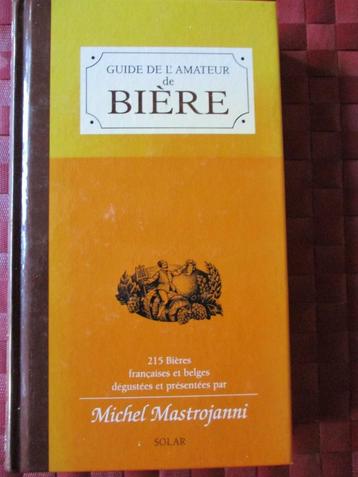 GUIDE DE L'AMATEUR
de
BIÈRE
215 Bières
françaises et belges
dégustées et présentées par
Michel Mastrojanni
SOLAR